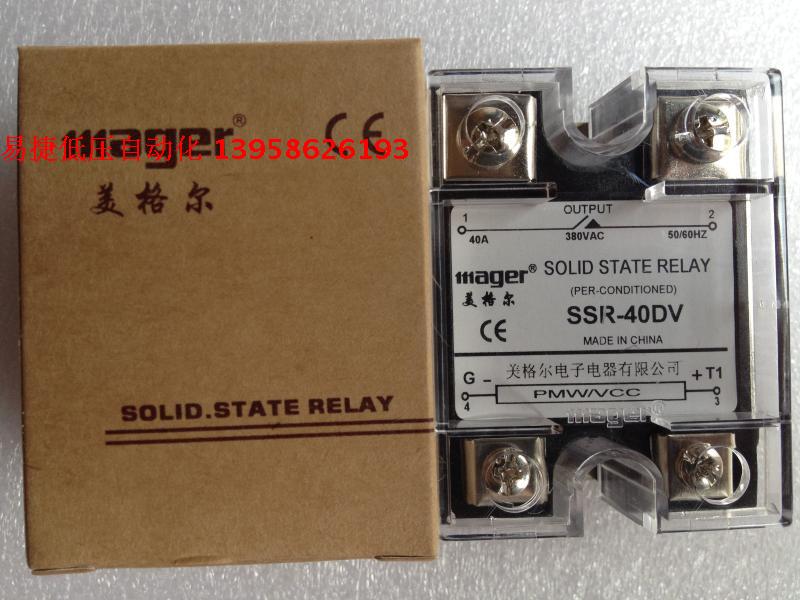 mager®
CE
易捷低压自动化 13958626193
美格尔
SOLID.STATE RELAY
OUTPUT
1 2
40A 380VAC 50/60HZ
mager® SOLID STATE RELAY
美格尔 (PER-CONDITIONED)
CE SSR-40DV
MADE IN CHINA
美格尔电子电器有限公司
G - + T1
4 PMW/VCC 3
mager®